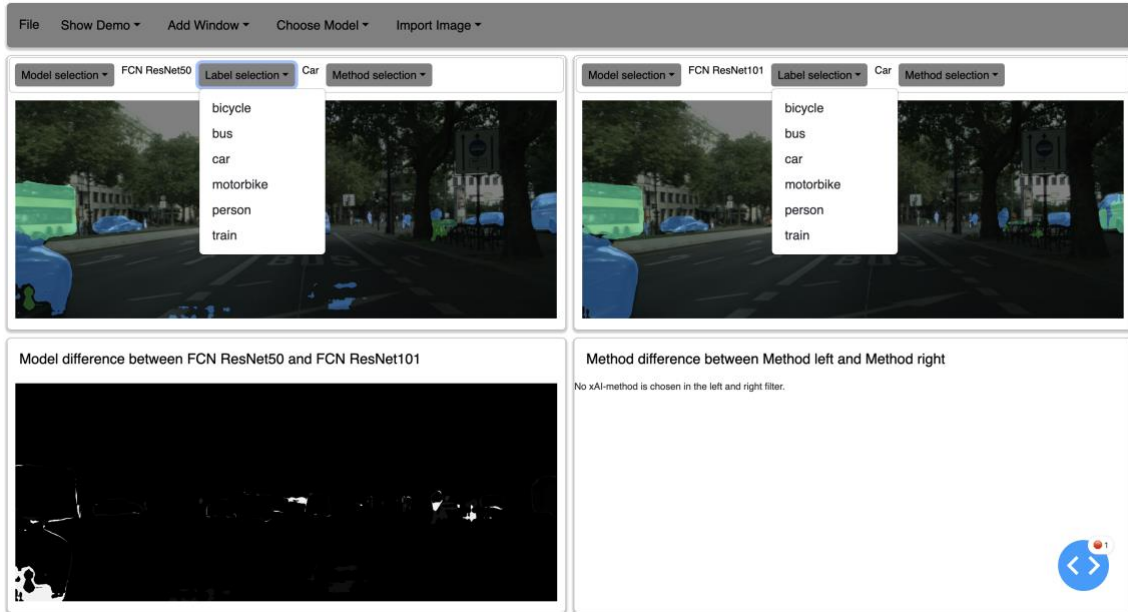 File Show Demo Add Window Choose Model Import Image
Model selection FCN ResNet50 Label selection Car Method selection
bicycle
bus
car
motorbike
person
train
Model selection FCN ResNet101 Label selection Car Method selection
bicycle
bus
car
motorbike
person
train
BUS
Model difference between FCN ResNet50 and FCN ResNet101
Method difference between Method left and Method right
No xAI-method is chosen in the left and right filter.
1